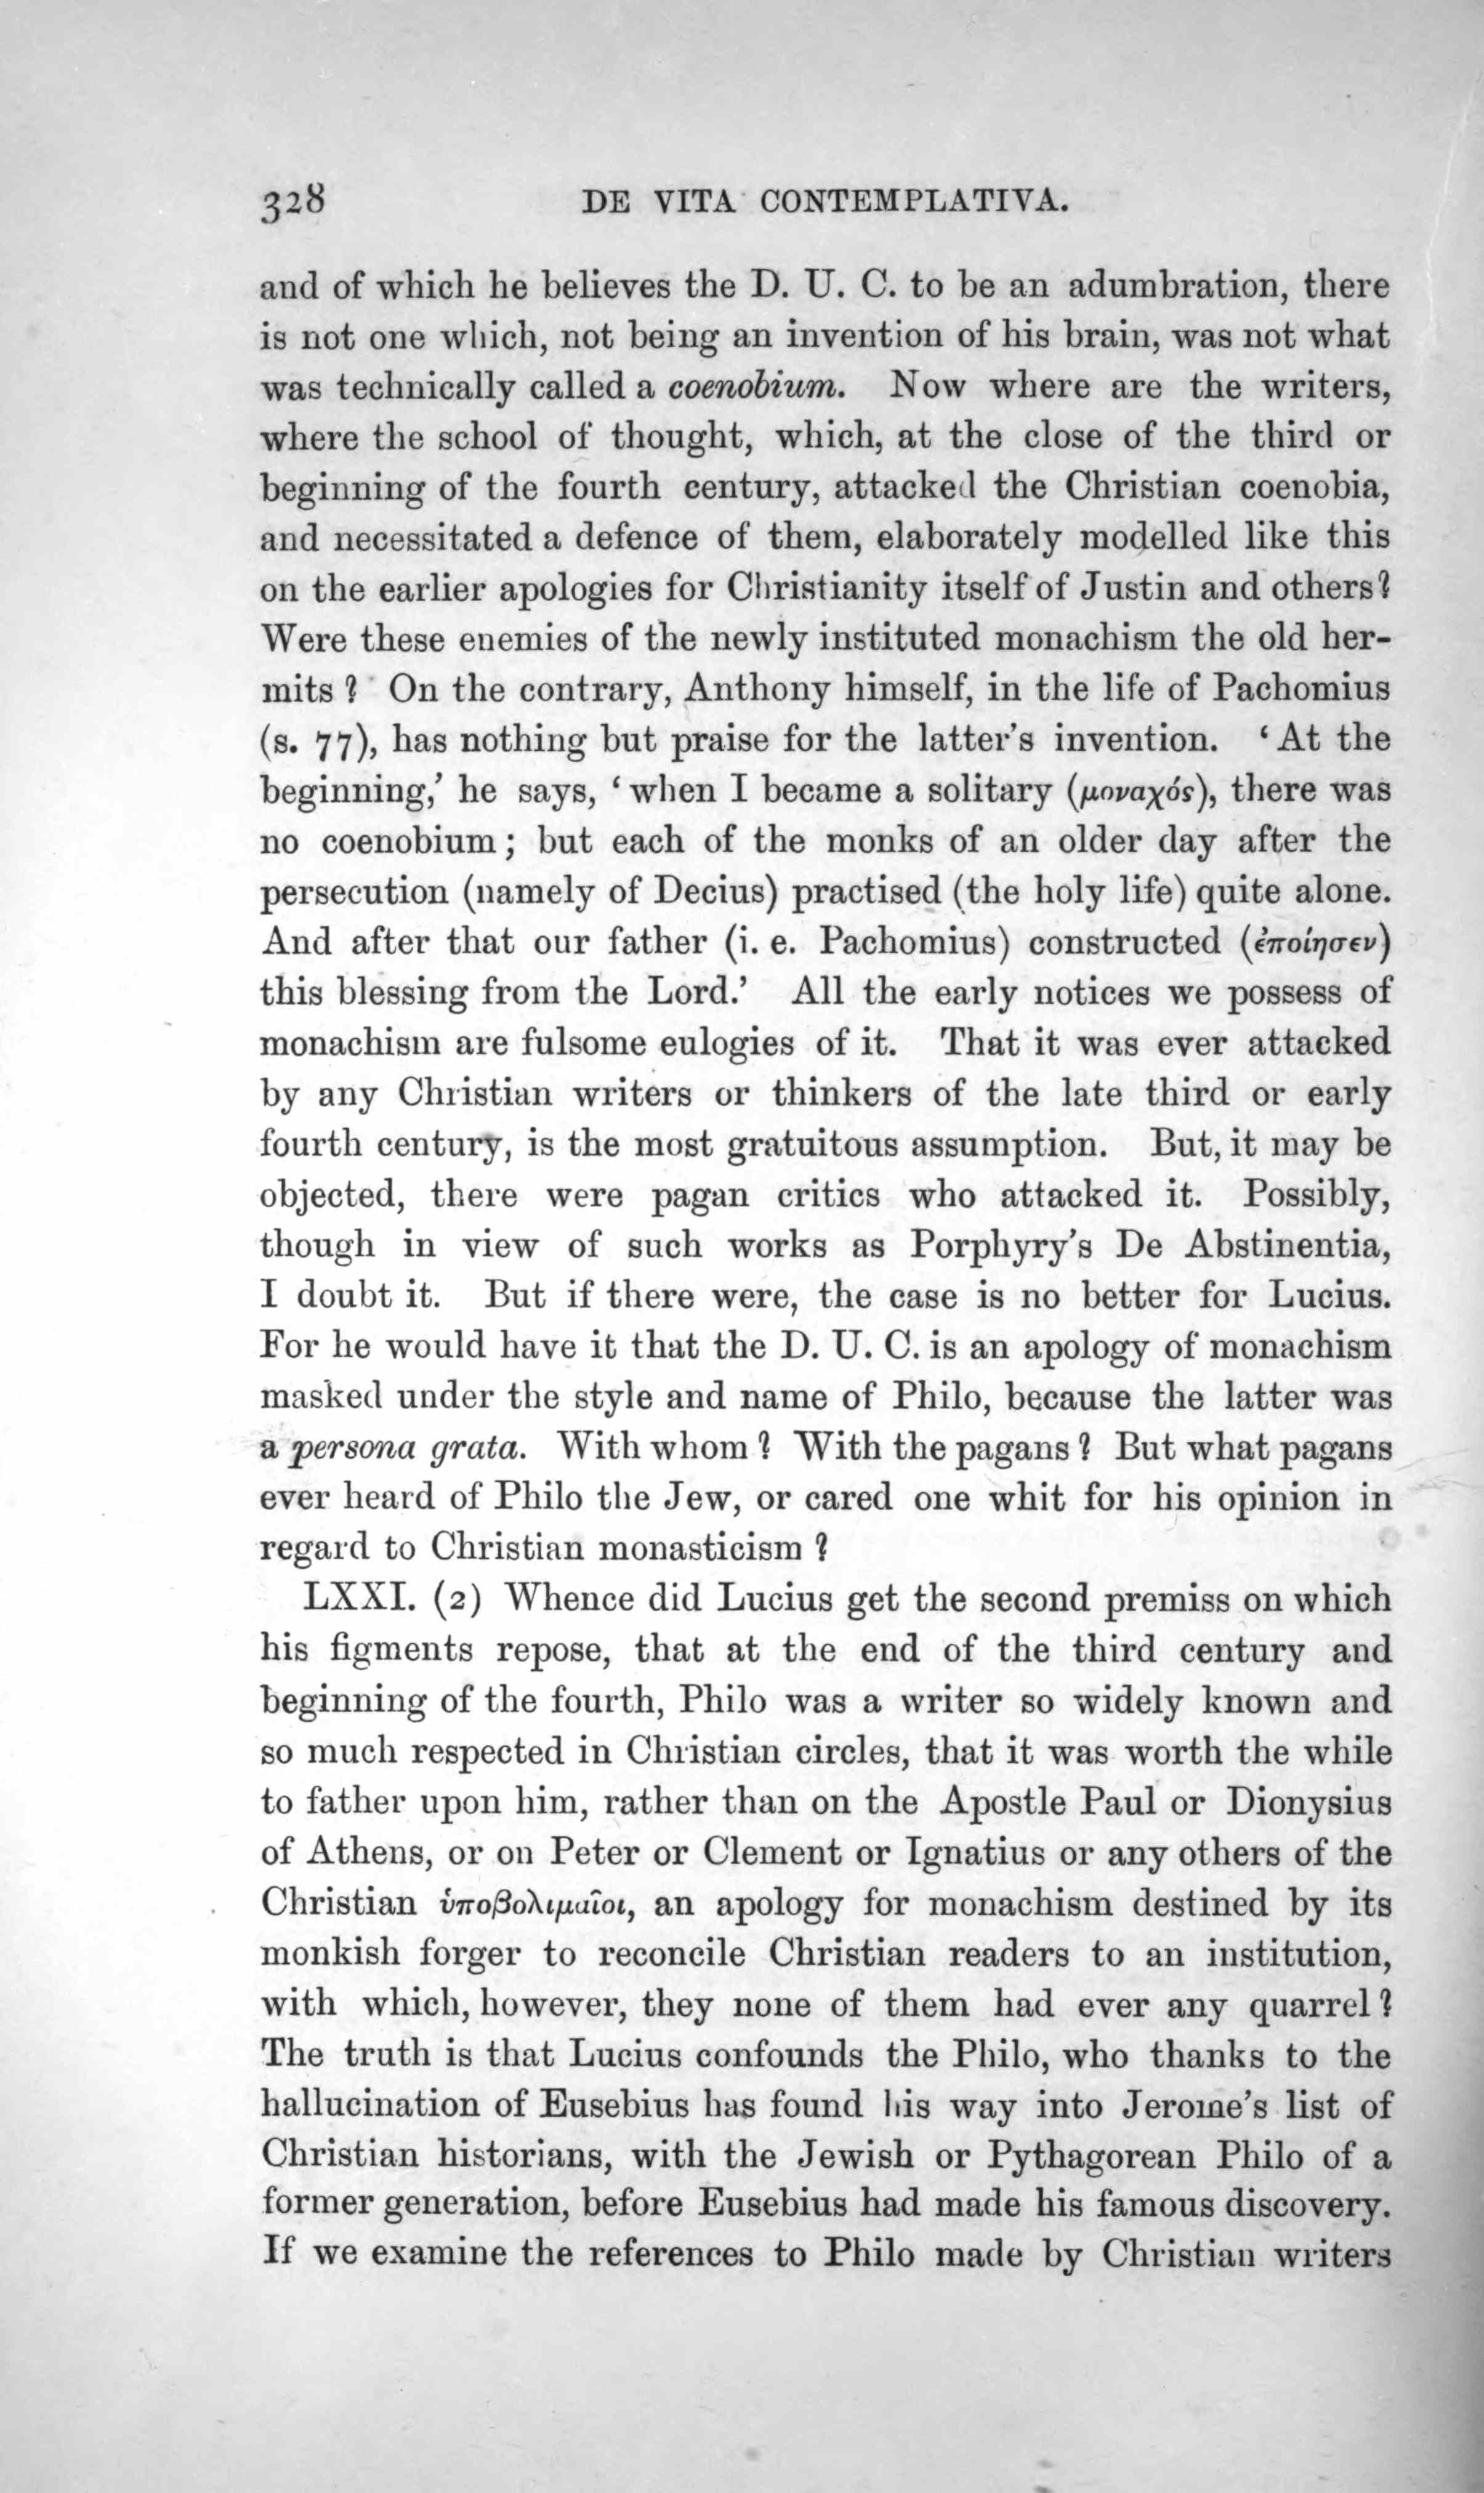 328 DE VITA CONTEMPLATIVA.
and of which he believes the D. U. C. to be an adumbration, there
is not one which, not being an invention of his brain, was not what
was technically called a coenobium. Now where are the writers,
where the school of thought, which, at the close of the third or
beginning of the fourth century, attacked the Christian coenobia,
and necessitated a defence of them, elaborately modelled like this
on the earlier apologies for Christianity itself of Justin and others?
Were these enemies of the newly instituted monachism the old her-
mits? On the contrary, Anthony himself, in the life of Pachomius
(s. 77), has nothing but praise for the latter's invention. ‘At the
beginning,’ he says, ‘when I became a solitary (μοναχός), there was
no coenobium; but each of the monks of an older day after the
persecution (namely of Decius) practised (the holy life) quite alone.
And after that our father (i. e. Pachomius) constructed (ἐποίησεν)
this blessing from the Lord.’ All the early notices we possess of
monachism are fulsome eulogies of it. That it was ever attacked
by any Christian writers or thinkers of the late third or early
fourth century, is the most gratuitous assumption. But, it may be
objected, there were pagan critics who attacked it. Possibly,
though in view of such works as Porphyry's De Abstinentia,
I doubt it. But if there were, the case is no better for Lucius.
For he would have it that the D. U. C. is an apology of monachism
masked under the style and name of Philo, because the latter was
a persona grata. With whom? With the pagans? But what pagans
ever heard of Philo the Jew, or cared one whit for his opinion in
regard to Christian monasticism?
LXXI. (2) Whence did Lucius get the second premiss on which
his figments repose, that at the end of the third century and
beginning of the fourth, Philo was a writer so widely known and
so much respected in Christian circles, that it was worth the while
to father upon him, rather than on the Apostle Paul or Dionysius
of Athens, or on Peter or Clement or Ignatius or any others of the
Christian ὑποβολιμαῖοι, an apology for monachism destined by its
monkish forger to reconcile Christian readers to an institution,
with which, however, they none of them had ever any quarrel?
The truth is that Lucius confounds the Philo, who thanks to the
hallucination of Eusebius has found his way into Jerome's list of
Christian historians, with the Jewish or Pythagorean Philo of a
former generation, before Eusebius had made his famous discovery.
If we examine the references to Philo made by Christian writers